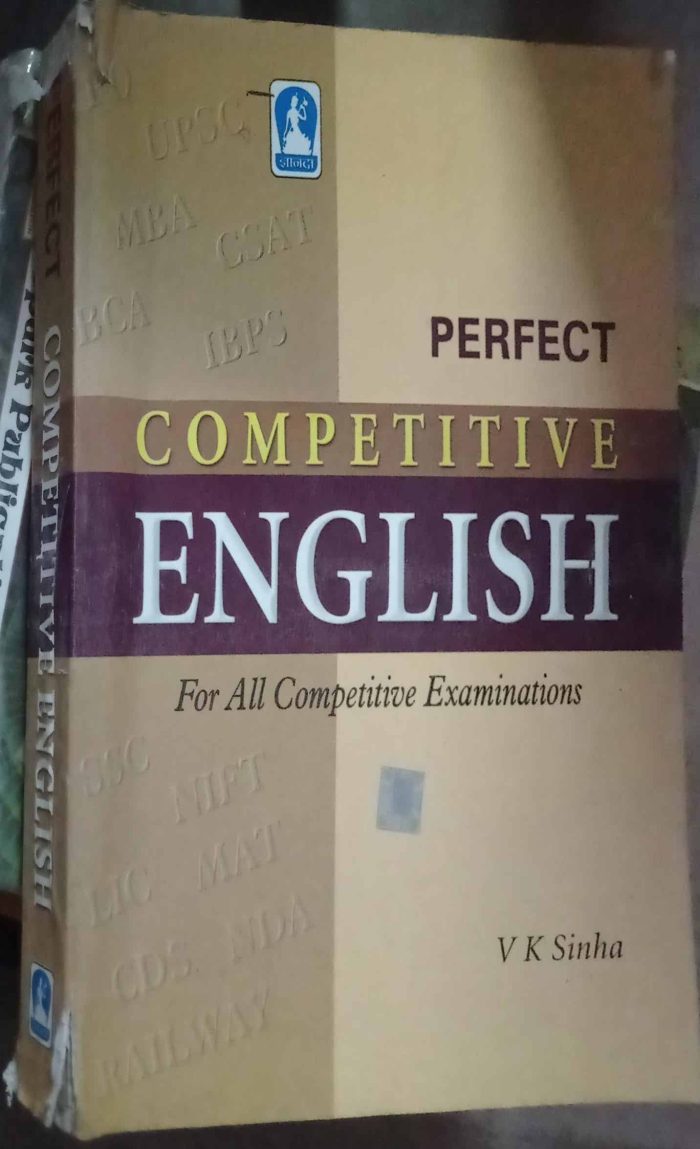 UPSC
MBA
CSAT
BCA
IBPS
ज्ञानदा
PERFECT
COMPETITIVE
ENGLISH
For All Competitive Examinations
SSC
NIFT
LIC
MAT
CDS
NDA
RAILWAY
V K Sinha
PERFECT COMPETITIVE ENGLISH